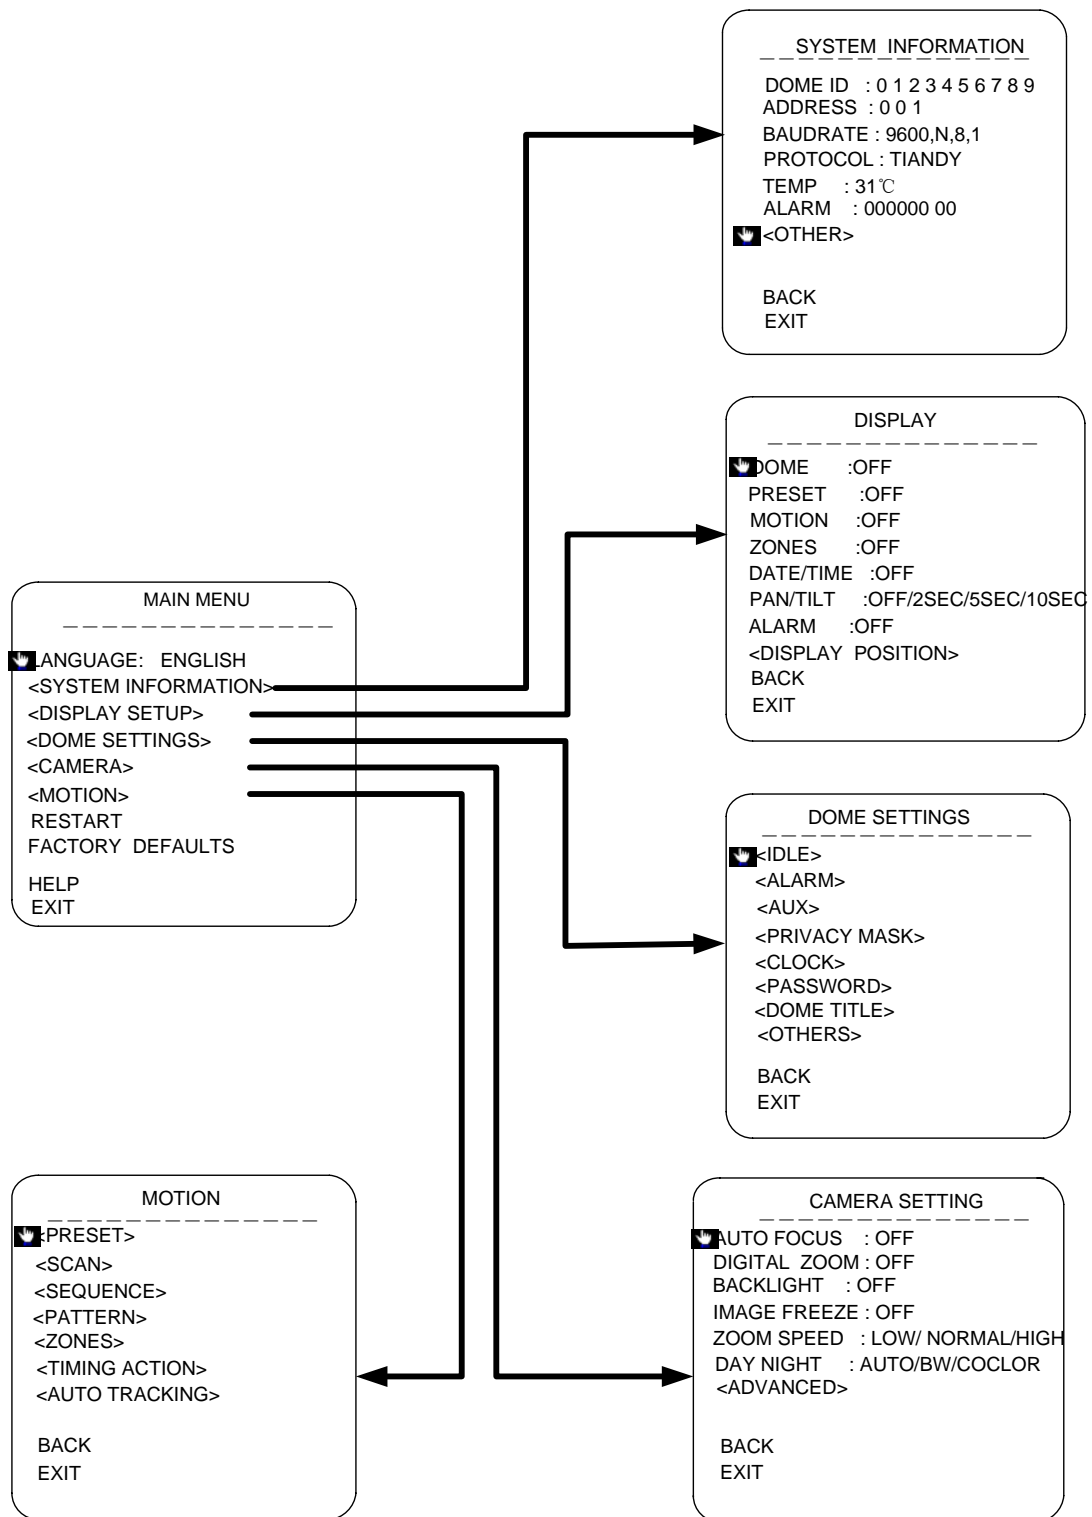 SYSTEM INFORMATION
DOME ID : 0 1 2 3 4 5 6 7 8 9
ADDRESS : 0 0 1
BAUDRATE : 9600,N,8,1
PROTOCOL : TIANDY
TEMP : 31℃
ALARM : 000000 00
<OTHER>
BACK
EXIT
DISPLAY
DOME :OFF
PRESET :OFF
MOTION :OFF
ZONES :OFF
DATE/TIME :OFF
PAN/TILT :OFF/2SEC/5SEC/10SEC
ALARM :OFF
<DISPLAY POSITION>
BACK
EXIT
MAIN MENU
LANGUAGE: ENGLISH
<SYSTEM INFORMATION>
<DISPLAY SETUP>
<DOME SETTINGS>
<CAMERA>
<MOTION>
RESTART
FACTORY DEFAULTS
HELP
EXIT
DOME SETTINGS
<IDLE>
<ALARM>
<AUX>
<PRIVACY MASK>
<CLOCK>
<PASSWORD>
<DOME TITLE>
<OTHERS>
BACK
EXIT
MOTION
<PRESET>
<SCAN>
<SEQUENCE>
<PATTERN>
<ZONES>
<TIMING ACTION>
<AUTO TRACKING>
BACK
EXIT
CAMERA SETTING
AUTO FOCUS : OFF
DIGITAL ZOOM : OFF
BACKLIGHT : OFF
IMAGE FREEZE : OFF
ZOOM SPEED : LOW/ NORMAL/HIGH
DAY NIGHT : AUTO/BW/COCLOR
<ADVANCED>
BACK
EXIT